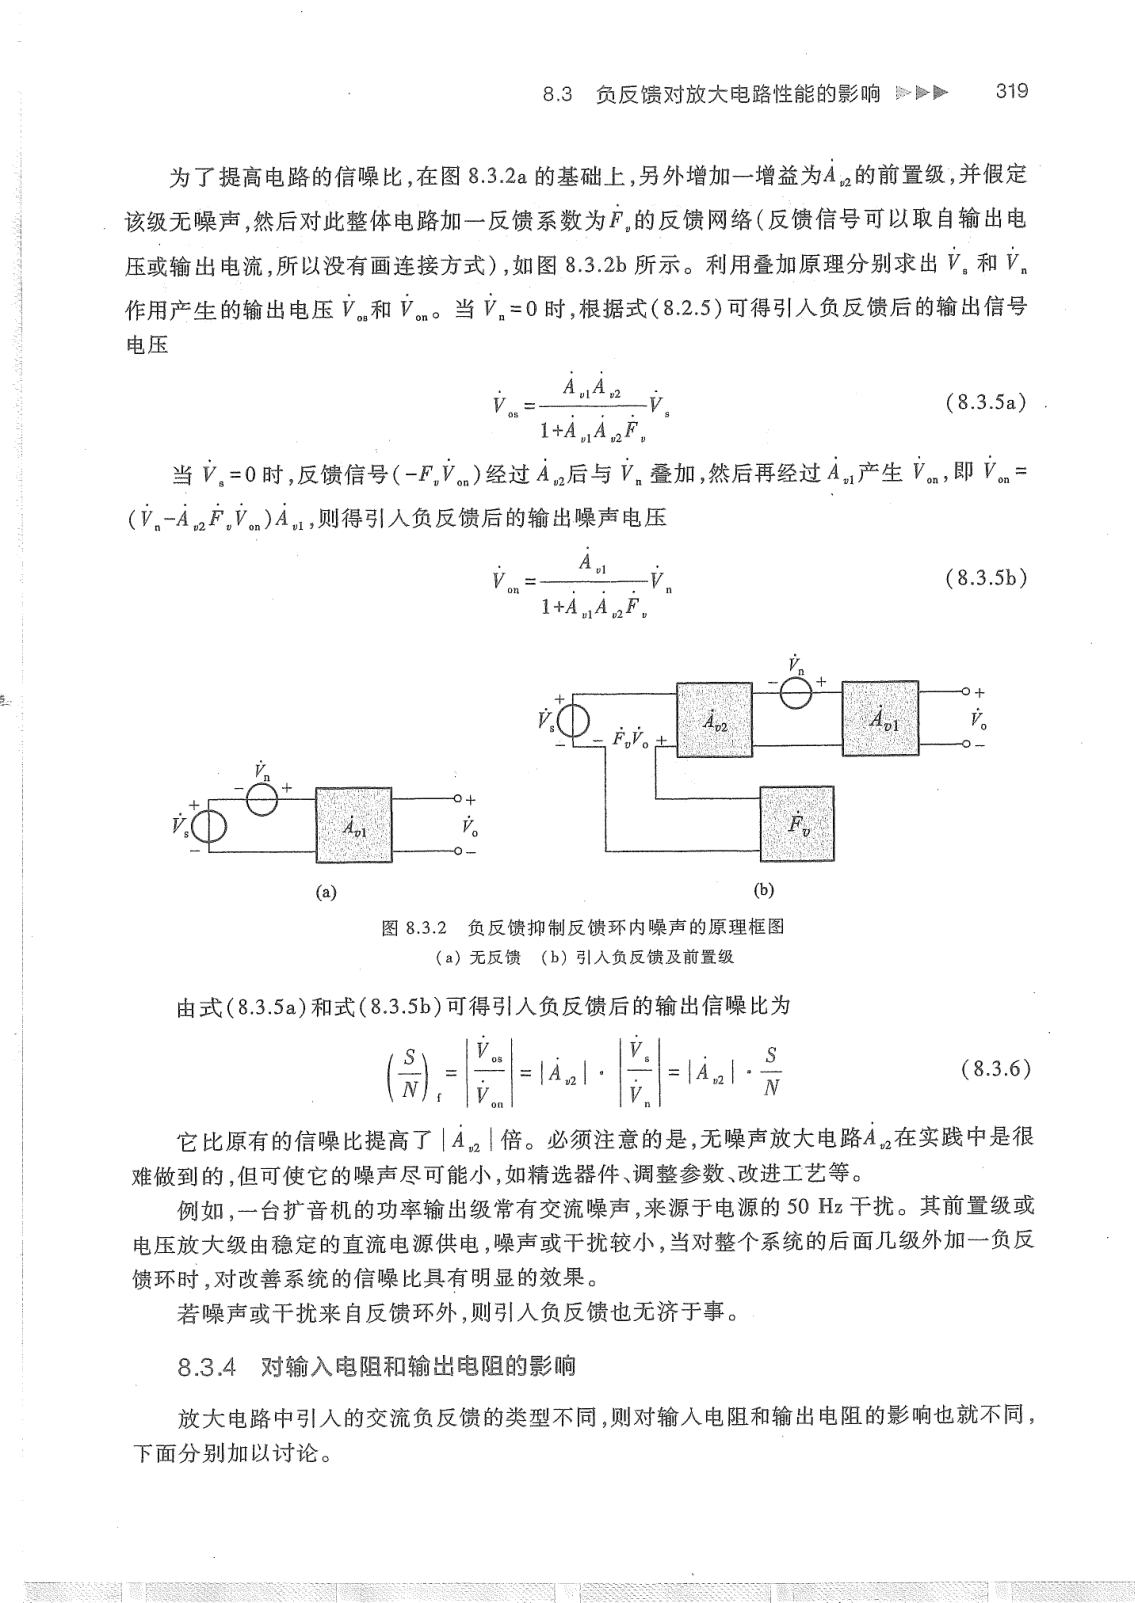 8.3 负反馈对放大电路性能的影响 319
为了提高电路的信噪比,在图 8.3.2a 的基础上,另外增加一增益为Ȧv2的前置级,并假定
该级无噪声,然后对此整体电路加一反馈系数为Ḟv的反馈网络(反馈信号可以取自输出电
压或输出电流,所以没有画连接方式),如图 8.3.2b 所示。利用叠加原理分别求出 V̇s 和 V̇n
作用产生的输出电压 V̇os和 V̇on。当 V̇n=0 时,根据式(8.2.5)可得引入负反馈后的输出信号
电压
V̇os=Ȧv1Ȧv2/(1+Ȧv1Ȧv2Ḟv) V̇s (8.3.5a)
当 V̇s=0 时,反馈信号(-FvV̇on)经过 Ȧv2后与 V̇n 叠加,然后再经过 Ȧv1产生 V̇on,即 V̇on=
(V̇n-Ȧv2ḞvV̇on)Ȧv1,则得引入负反馈后的输出噪声电压
V̇on=Ȧv1/(1+Ȧv1Ȧv2Ḟv) V̇n (8.3.5b)
V̇s + - V̇n - + Ȧv1 + V̇o -
(a)
V̇s + - - ḞvV̇o + Ȧv2 - V̇n + Ȧv1 + V̇o -
Ḟv
(b)
图 8.3.2 负反馈抑制反馈环内噪声的原理框图
(a) 无反馈 (b) 引入负反馈及前置级
由式(8.3.5a)和式(8.3.5b)可得引入负反馈后的输出信噪比为
(S/N)f=|V̇os/V̇on|=|Ȧv2|·|V̇s/V̇n|=|Ȧv2|·S/N (8.3.6)
它比原有的信噪比提高了|Ȧv2|倍。必须注意的是,无噪声放大电路Ȧv2在实践中是很
难做到的,但可使它的噪声尽可能小,如精选器件、调整参数、改进工艺等。
例如,一台扩音机的功率输出级常有交流噪声,来源于电源的 50 Hz 干扰。其前置级或
电压放大级由稳定的直流电源供电,噪声或干扰较小,当对整个系统的后面几级外加一负反
馈环时,对改善系统的信噪比具有明显的效果。
若噪声或干扰来自反馈环外,则引入负反馈也无济于事。
8.3.4 对输入电阻和输出电阻的影响
放大电路中引入的交流负反馈的类型不同,则对输入电阻和输出电阻的影响也就不同,
下面分别加以讨论。